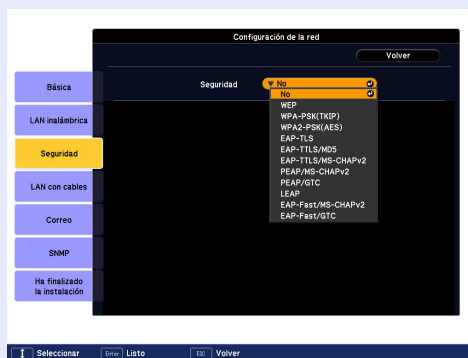 Configuración de la red
Volver
Seguridad
No
No
WEP
WPA-PSK(TKIP)
WPA2-PSK(AES)
EAP-TLS
EAP-TTLS/MD5
EAP-TTLS/MS-CHAPv2
PEAP/MS-CHAPv2
PEAP/GTC
LEAP
EAP-Fast/MS-CHAPv2
EAP-Fast/GTC
Básica
LAN inalámbrica
Seguridad
LAN con cables
Correo
SNMP
Ha finalizado
la instalación
Seleccionar Enter Listo ESC Volver